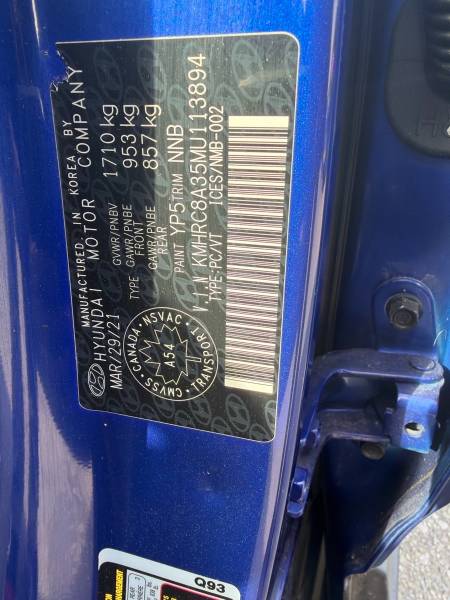 MANUFACTURED IN KOREA BY
HYUNDAI MOTOR COMPANY
MAR/29/21
GVWR/PNBV 1710 kg
GAWR/PNBE FRONT 953 kg
GAWR/PNBE REAR 857 kg
TYPE: PAINT YP5 TRIM NNB
V.I.N KMHRC8A35MU113894
TYPE:PC/VT ICES/NMB-002
CANADA · NSVAC · TRANSPORT · CMVSS ·
A54
Q93